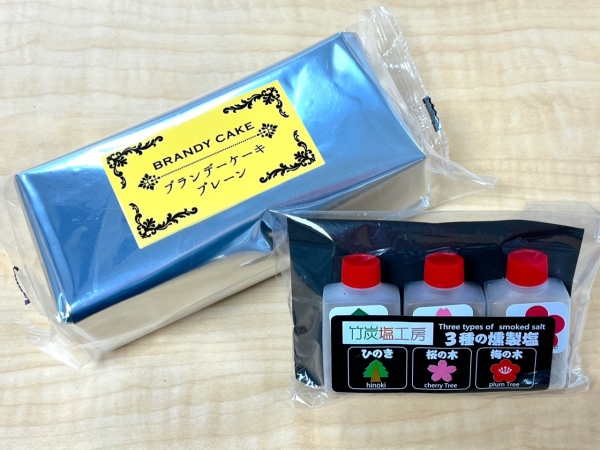 BRANDY CAKE
ブランデーケーキ
プレーン
竹炭塩工房
Three types of smoked salt
3種の燻製塩
ひのき
hinoki
桜の木
cherry Tree
梅の木
plum Tree